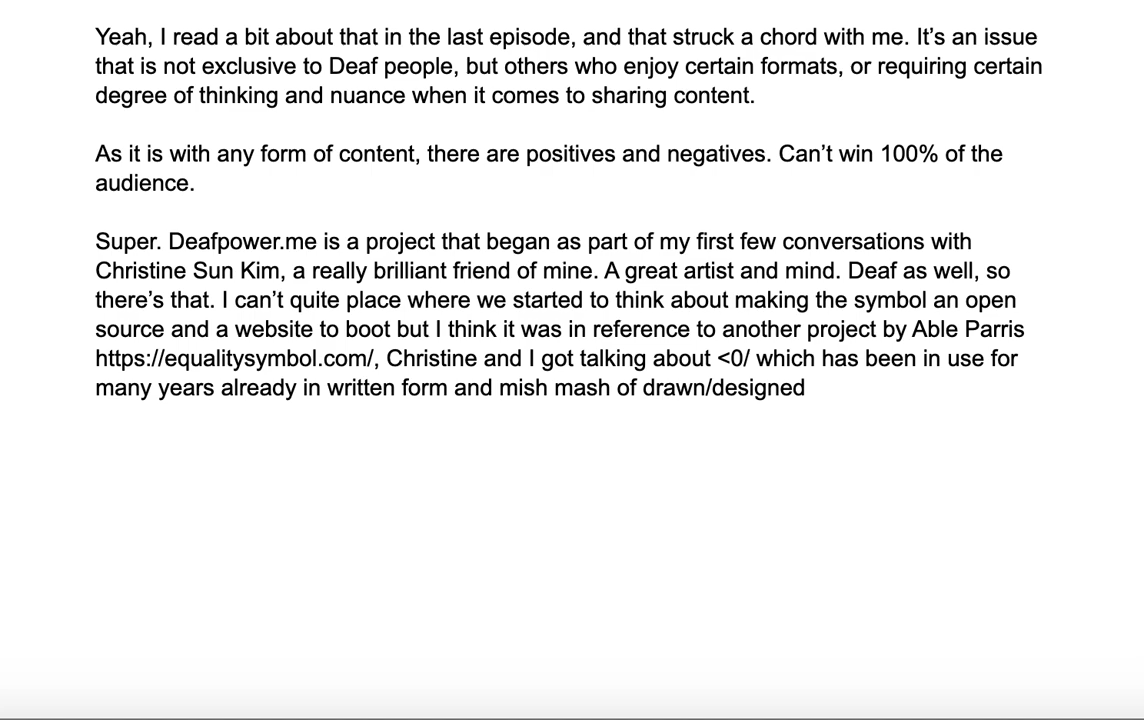 Yeah, I read a bit about that in the last episode, and that struck a chord with me. It’s an issue
that is not exclusive to Deaf people, but others who enjoy certain formats, or requiring certain
degree of thinking and nuance when it comes to sharing content.
As it is with any form of content, there are positives and negatives. Can’t win 100% of the
audience.
Super. Deafpower.me is a project that began as part of my first few conversations with
Christine Sun Kim, a really brilliant friend of mine. A great artist and mind. Deaf as well, so
there’s that. I can’t quite place where we started to think about making the symbol an open
source and a website to boot but I think it was in reference to another project by Able Parris
https://equalitysymbol.com/, Christine and I got talking about <0/ which has been in use for
many years already in written form and mish mash of drawn/designed